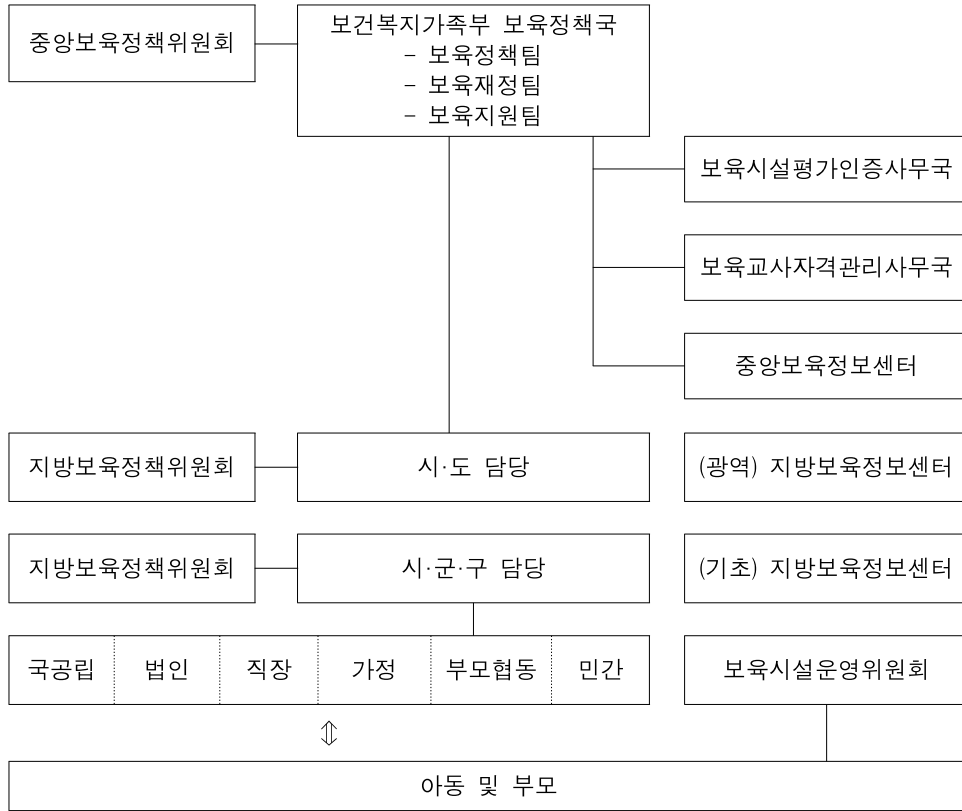 중앙보육정책위원회
보건복지가족부 보육정책국
- 보육정책팀
- 보육재정팀
- 보육지원팀
보육시설평가인증사무국
보육교사자격관리사무국
중앙보육정보센터
지방보육정책위원회
시·도 담당
(광역) 지방보육정보센터
지방보육정책위원회
시·군·구 담당
(기초) 지방보육정보센터
국공립
법인
직장
가정
부모협동
민간
보육시설운영위원회
⇕
아동 및 부모